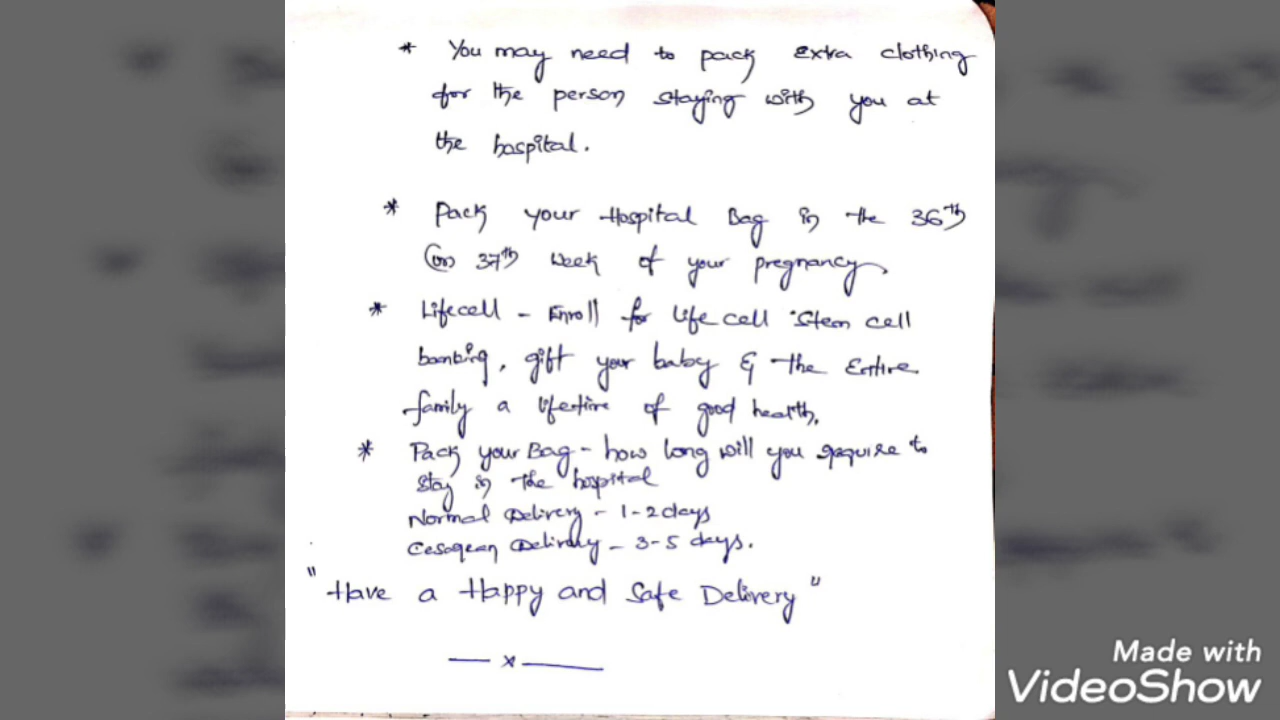 * You may need to pack extra clothing
for the person staying with you at
the hospital.
* Pack your Hospital Bag in the 36th
(or) 37th week of your pregnancy.
* Lifecell - Enroll for life cell stem cell
banking, gift your baby & the Entire
family a lifetime of good health.
* Pack your Bag - how long will you require to
stay in the hospital
Normal Delivery - 1-2 days
Cesarean Delivery - 3-5 days.
"Have a Happy and Safe Delivery"
— x —
Made with
VideoShow